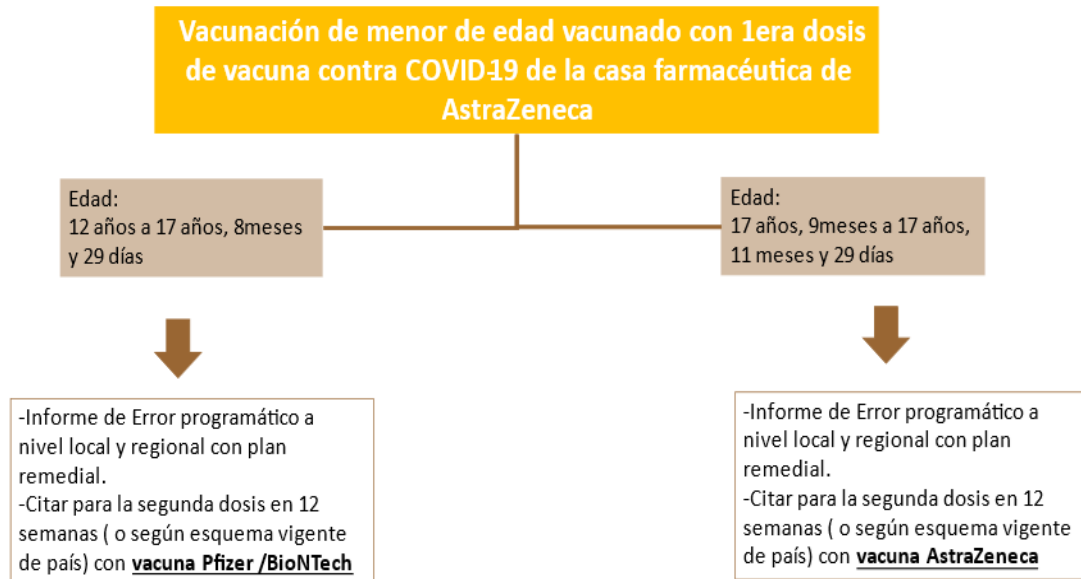 Vacunación de menor de edad vacunado con 1era dosis
de vacuna contra COVID-19 de la casa farmacéutica de
AstraZeneca
Edad:
12 años a 17 años, 8meses
y 29 días
Edad:
17 años, 9meses a 17 años,
11 meses y 29 días
-Informe de Error programático a
nivel local y regional con plan
remedial.
-Citar para la segunda dosis en 12
semanas ( o según esquema vigente
de país) con vacuna Pfizer /BioNTech
-Informe de Error programático a
nivel local y regional con plan
remedial.
-Citar para la segunda dosis en 12
semanas ( o según esquema vigente
de país) con vacuna AstraZeneca